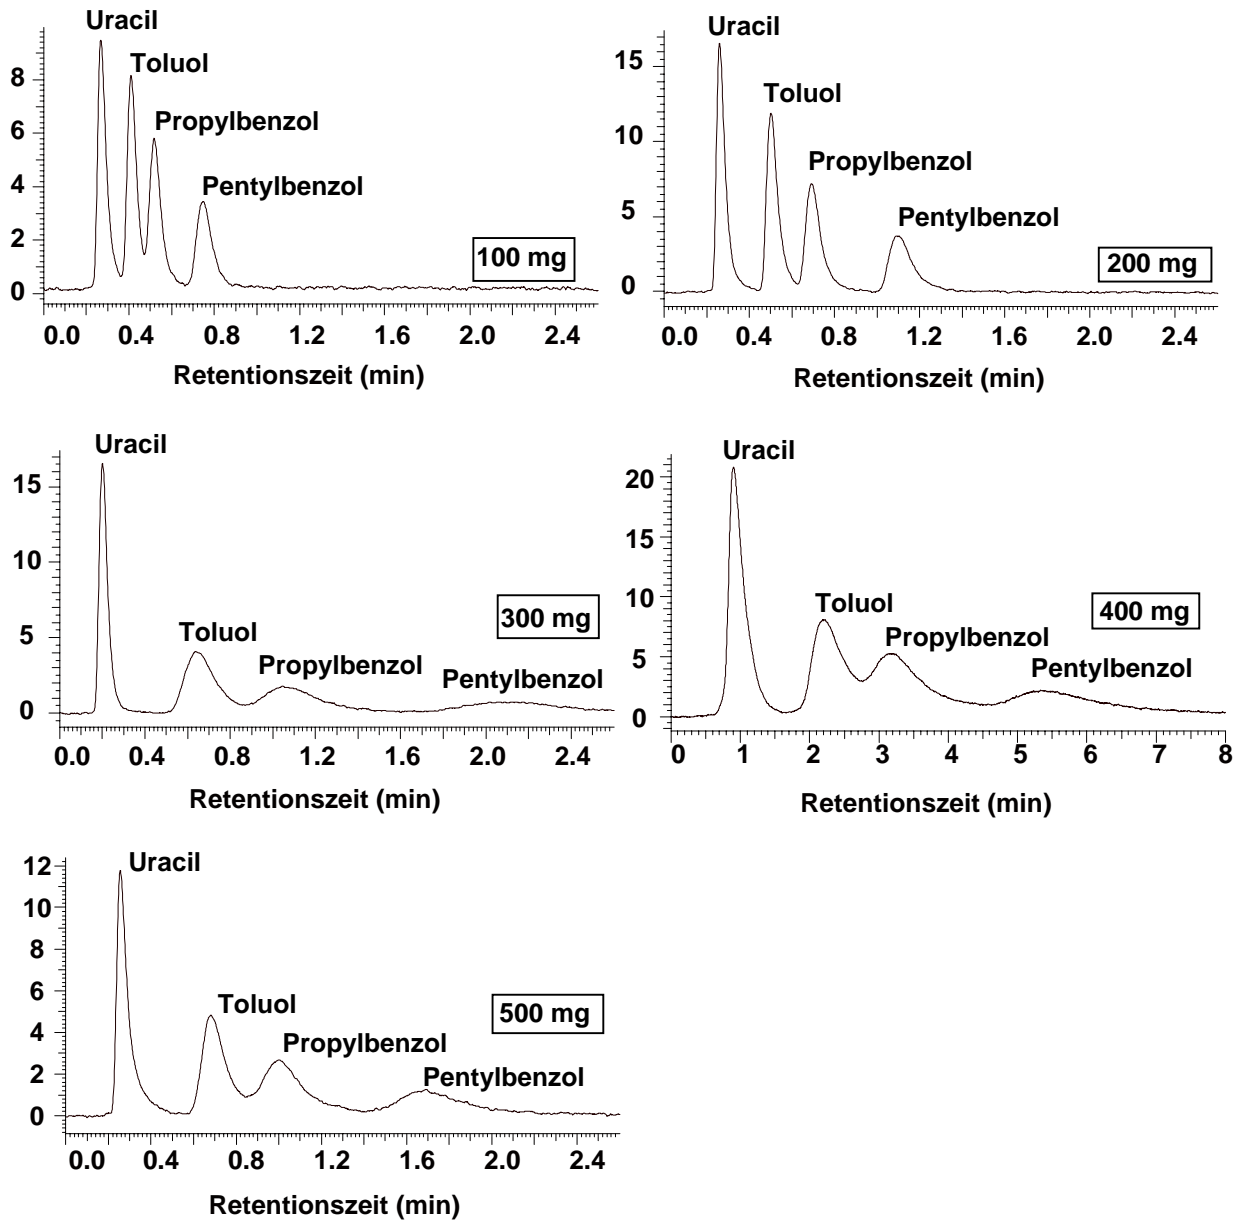 Uracil
Toluol
Propylbenzol
Pentylbenzol
100 mg
8
6
4
2
0
0.0 0.4 0.8 1.2 1.6 2.0 2.4
Retentionszeit (min)
Uracil
Toluol
Propylbenzol
Pentylbenzol
200 mg
15
10
5
0
0.0 0.4 0.8 1.2 1.6 2.0 2.4
Retentionszeit (min)
Uracil
Toluol
Propylbenzol
Pentylbenzol
300 mg
15
10
5
0
0.0 0.4 0.8 1.2 1.6 2.0 2.4
Retentionszeit (min)
Uracil
Toluol
Propylbenzol
Pentylbenzol
400 mg
20
15
10
5
0
0 1 2 3 4 5 6 7 8
Retentionszeit (min)
Uracil
Toluol
Propylbenzol
Pentylbenzol
500 mg
12
10
8
6
4
2
0
0.0 0.4 0.8 1.2 1.6 2.0 2.4
Retentionszeit (min)